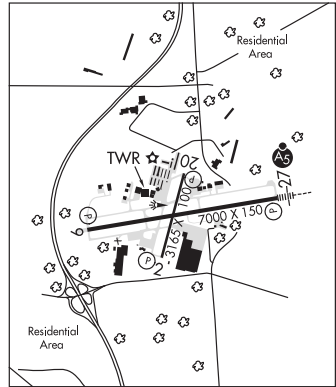 Residential
Area
TWR
20
A5
27
3165 X 100
7000 X 150
P
P
P
P
9
2
Residential
Area